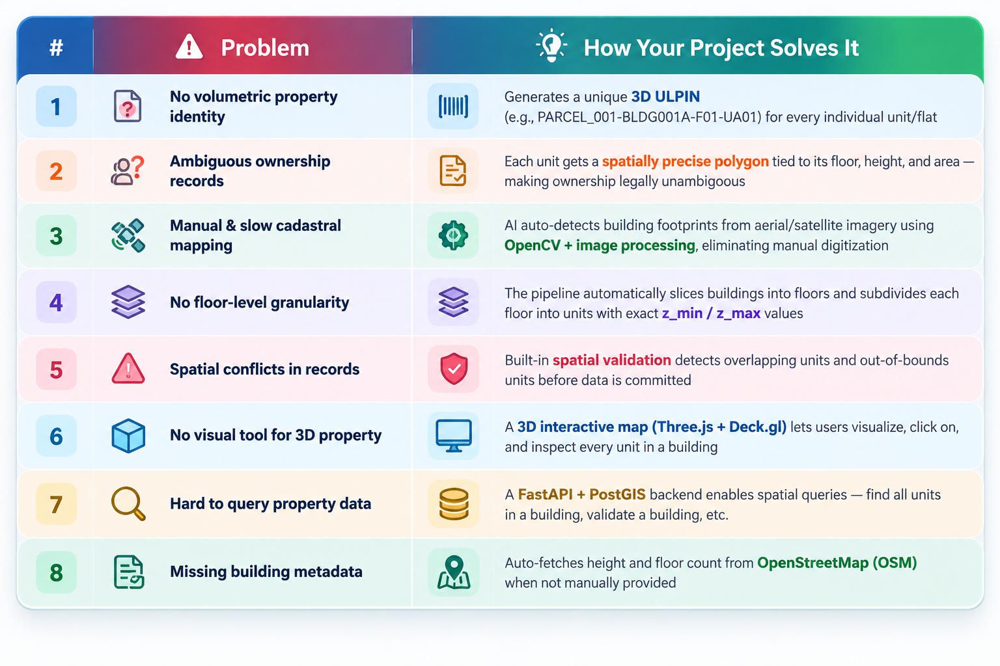 #
Problem
How Your Project Solves It
1
No volumetric property
identity
Generates a unique 3D ULPIN
(e.g., PARCEL_001-BLDG001A-F01-UA01) for every individual unit/flat
2
Ambiguous ownership
records
Each unit gets a spatially precise polygon tied to its floor, height, and area —
making ownership legally unambigoous
3
Manual & slow cadastral
mapping
AI auto-detects building footprints from aerial/satellite imagery using
OpenCV + image processing, eliminating manual digitization
4
No floor-level granularity
The pipeline automatically slices buildings into floors and subdivides each
floor into units with exact z_min / z_max values
5
Spatial conflicts in records
Built-in spatial validation detects overlapping units and out-of-bounds
units before data is committed
6
No visual tool for 3D property
A 3D interactive map (Three.js + Deck.gl) lets users visualize, click on,
and inspect every unit in a building
7
Hard to query property data
A FastAPI + PostGIS backend enables spatial queries — find all units
in a building, validate a building, etc.
8
Missing building metadata
Auto-fetches height and floor count from OpenStreetMap (OSM)
when not manually provided